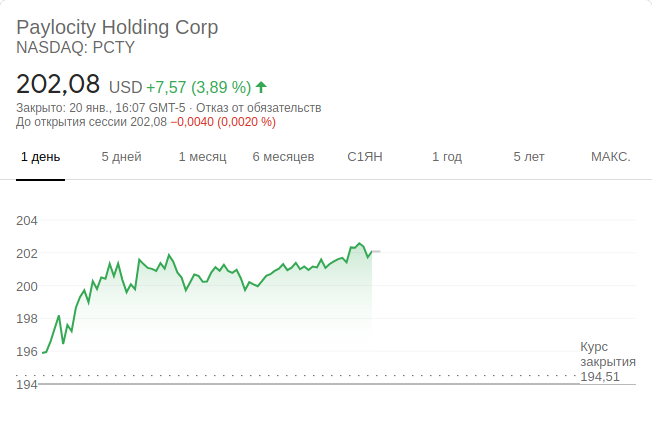 Paylocity Holding Corp
NASDAQ: PCTY
202,08 USD +7,57 (3,89 %)
Закрыто: 20 янв., 16:07 GMT-5 · Отказ от обязательств
До открытия сессии 202,08 −0,0040 (0,0020 %)
1 день 5 дней 1 месяц 6 месяцев С1ЯН 1 год 5 лет МАКС.
204
202
200
198
196
Курс
закрытия
194,51
194